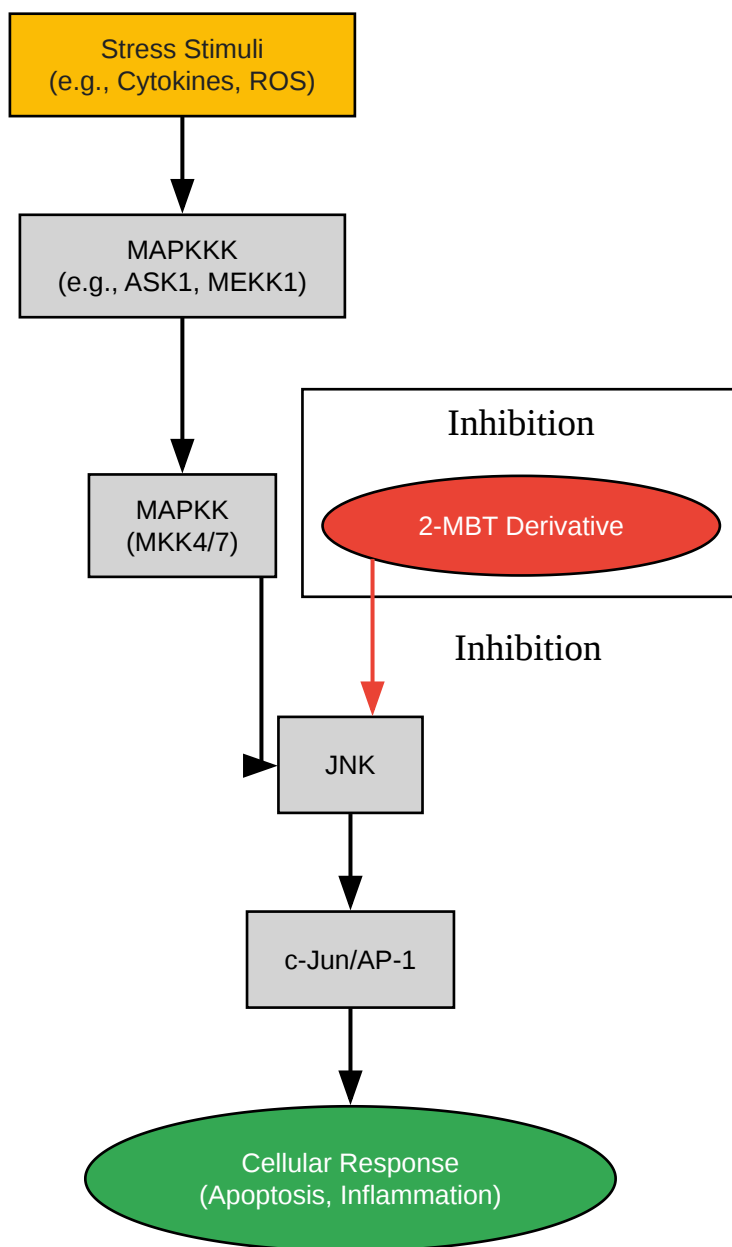 Stress Stimuli
(e.g., Cytokines, ROS)
MAPKKK
(e.g., ASK1, MEKK1)
Inhibition
2-MBT Derivative
MAPKK
(MKK4/7)
Inhibition
JNK
c-Jun/AP-1
Cellular Response
(Apoptosis, Inflammation)